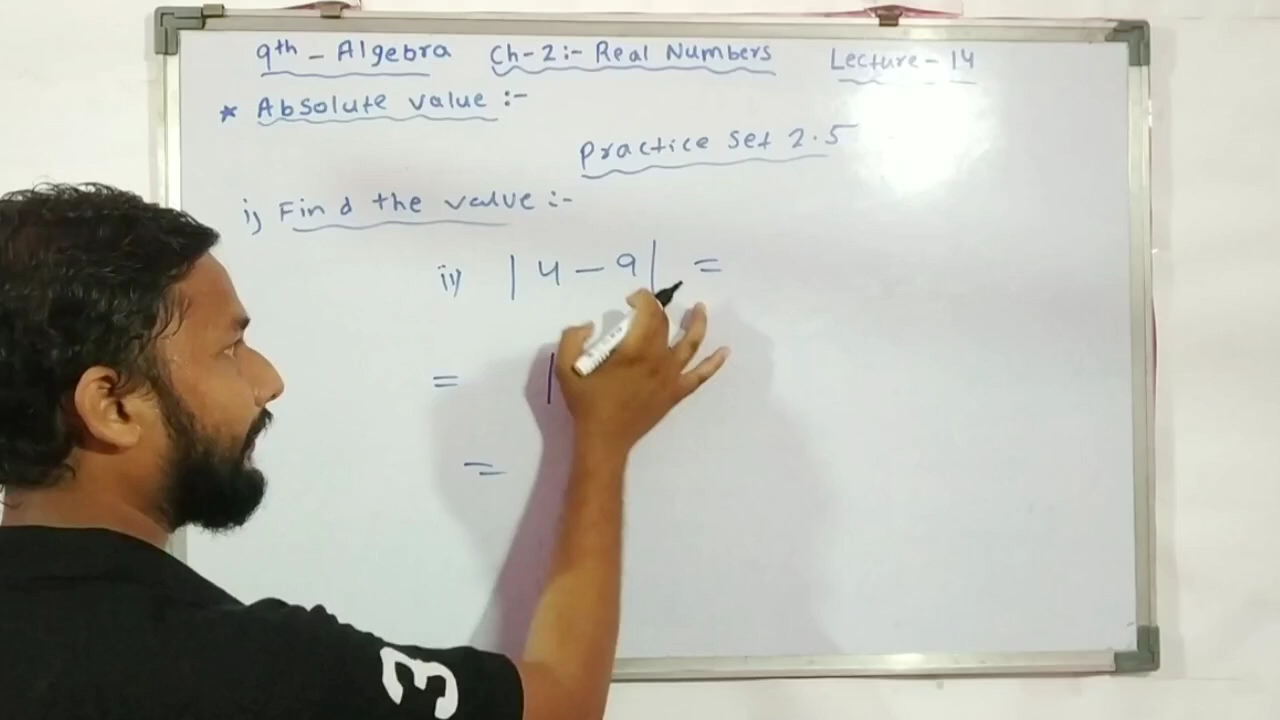 9th - Algebra Ch-2:- Real Numbers Lecture - 14
* Absolute value :-
Practice set 2.5
i) Find the value :-
ii) | 4 - 9 | =
= |
=
3